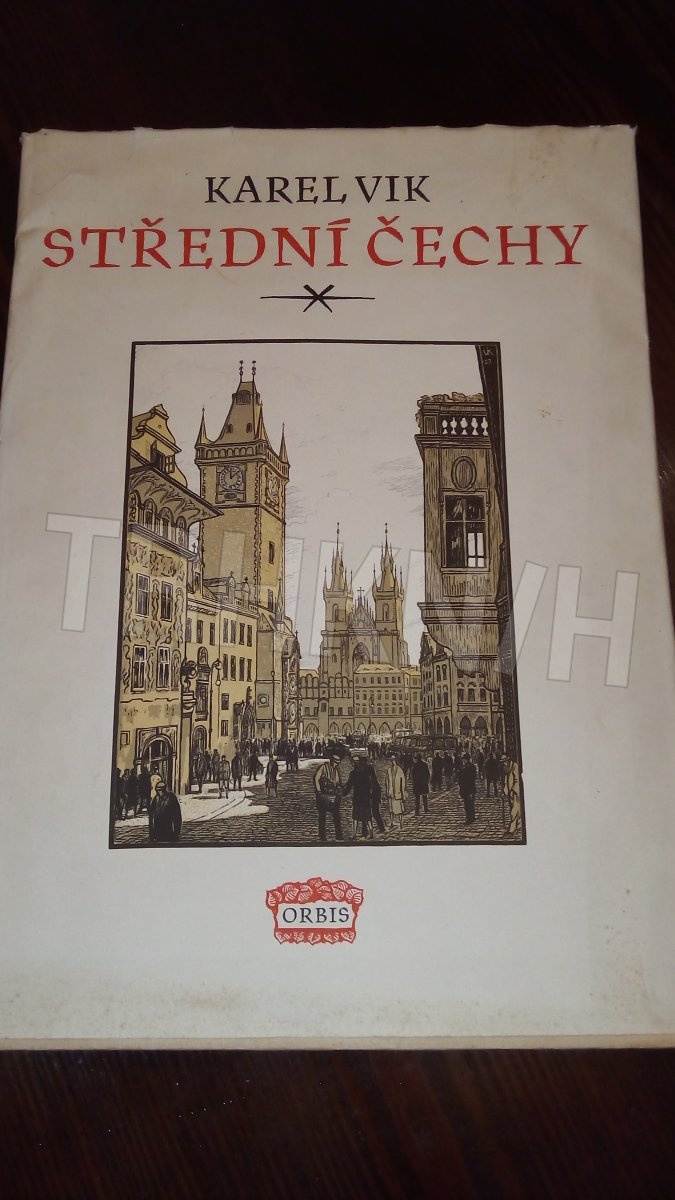 KAREL VIK
STŘEDNÍ ČECHY
ORBIS